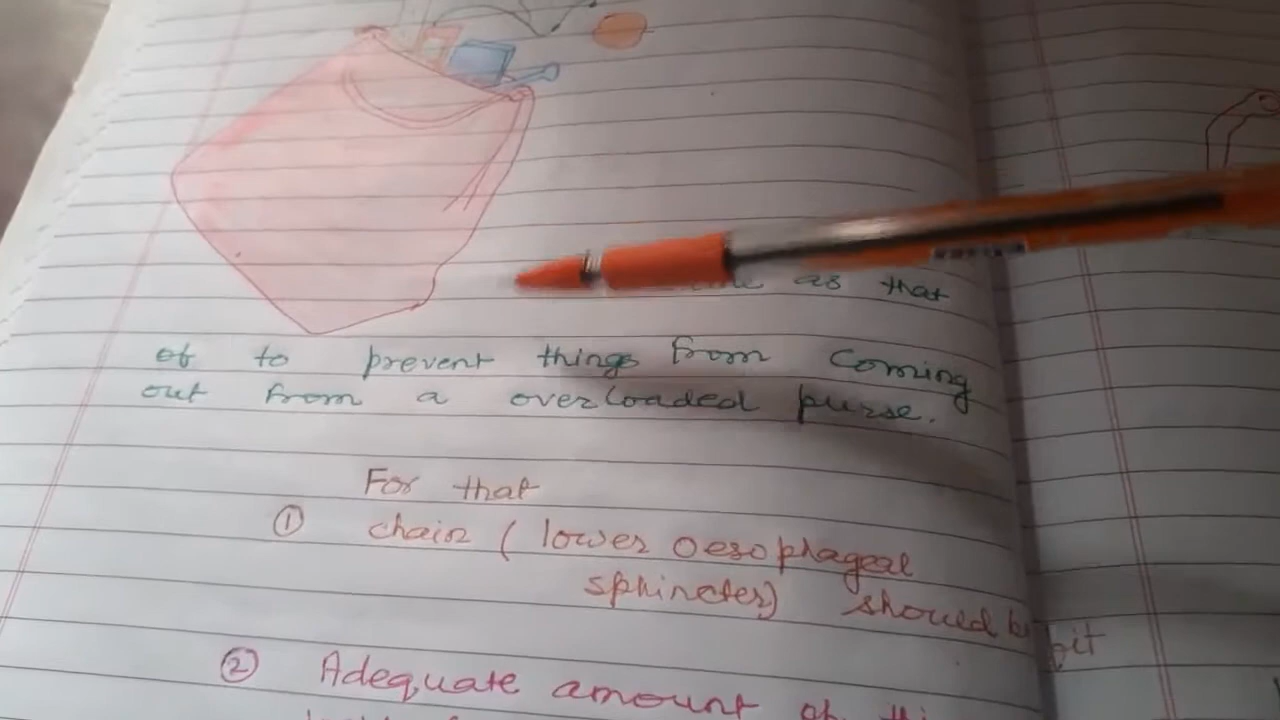 as that
of to prevent things from coming
out from a overloaded purse.
For that
① chain (lower oesophageal
sphincter) should be fit
② Adequate amount of